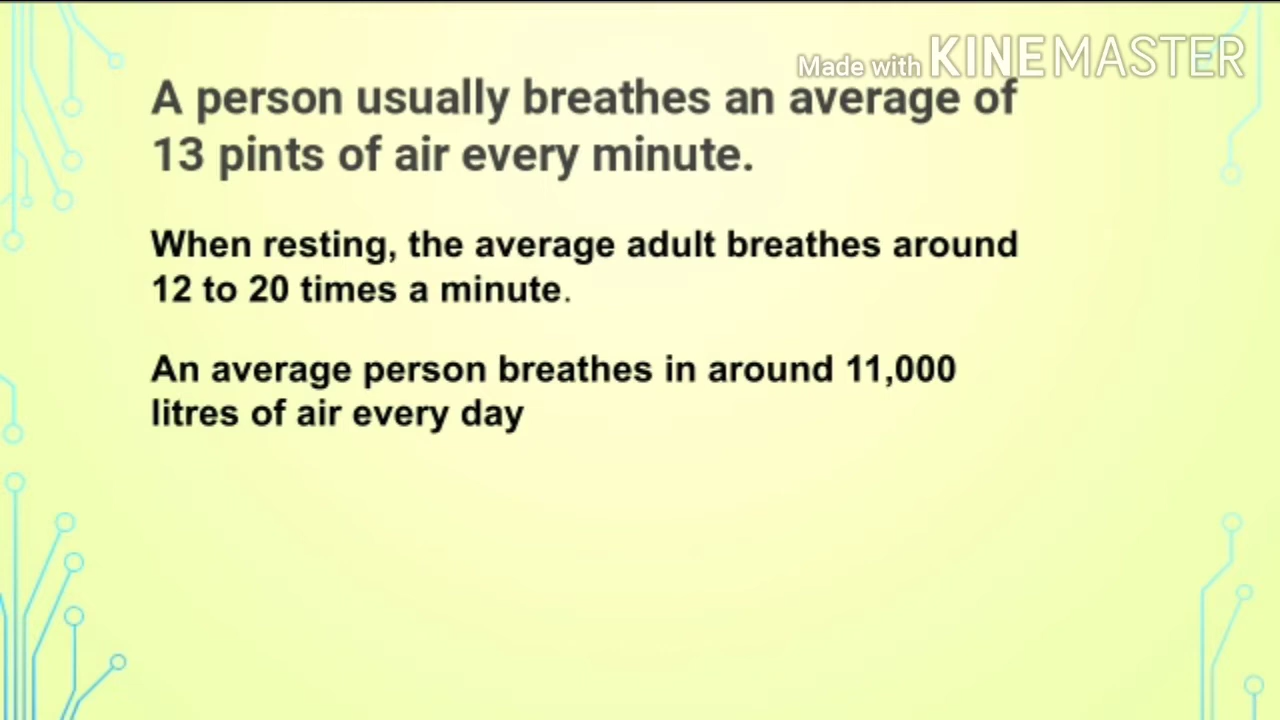 Made with KINEMASTER
A person usually breathes an average of
13 pints of air every minute.
When resting, the average adult breathes around
12 to 20 times a minute.
An average person breathes in around 11,000
litres of air every day